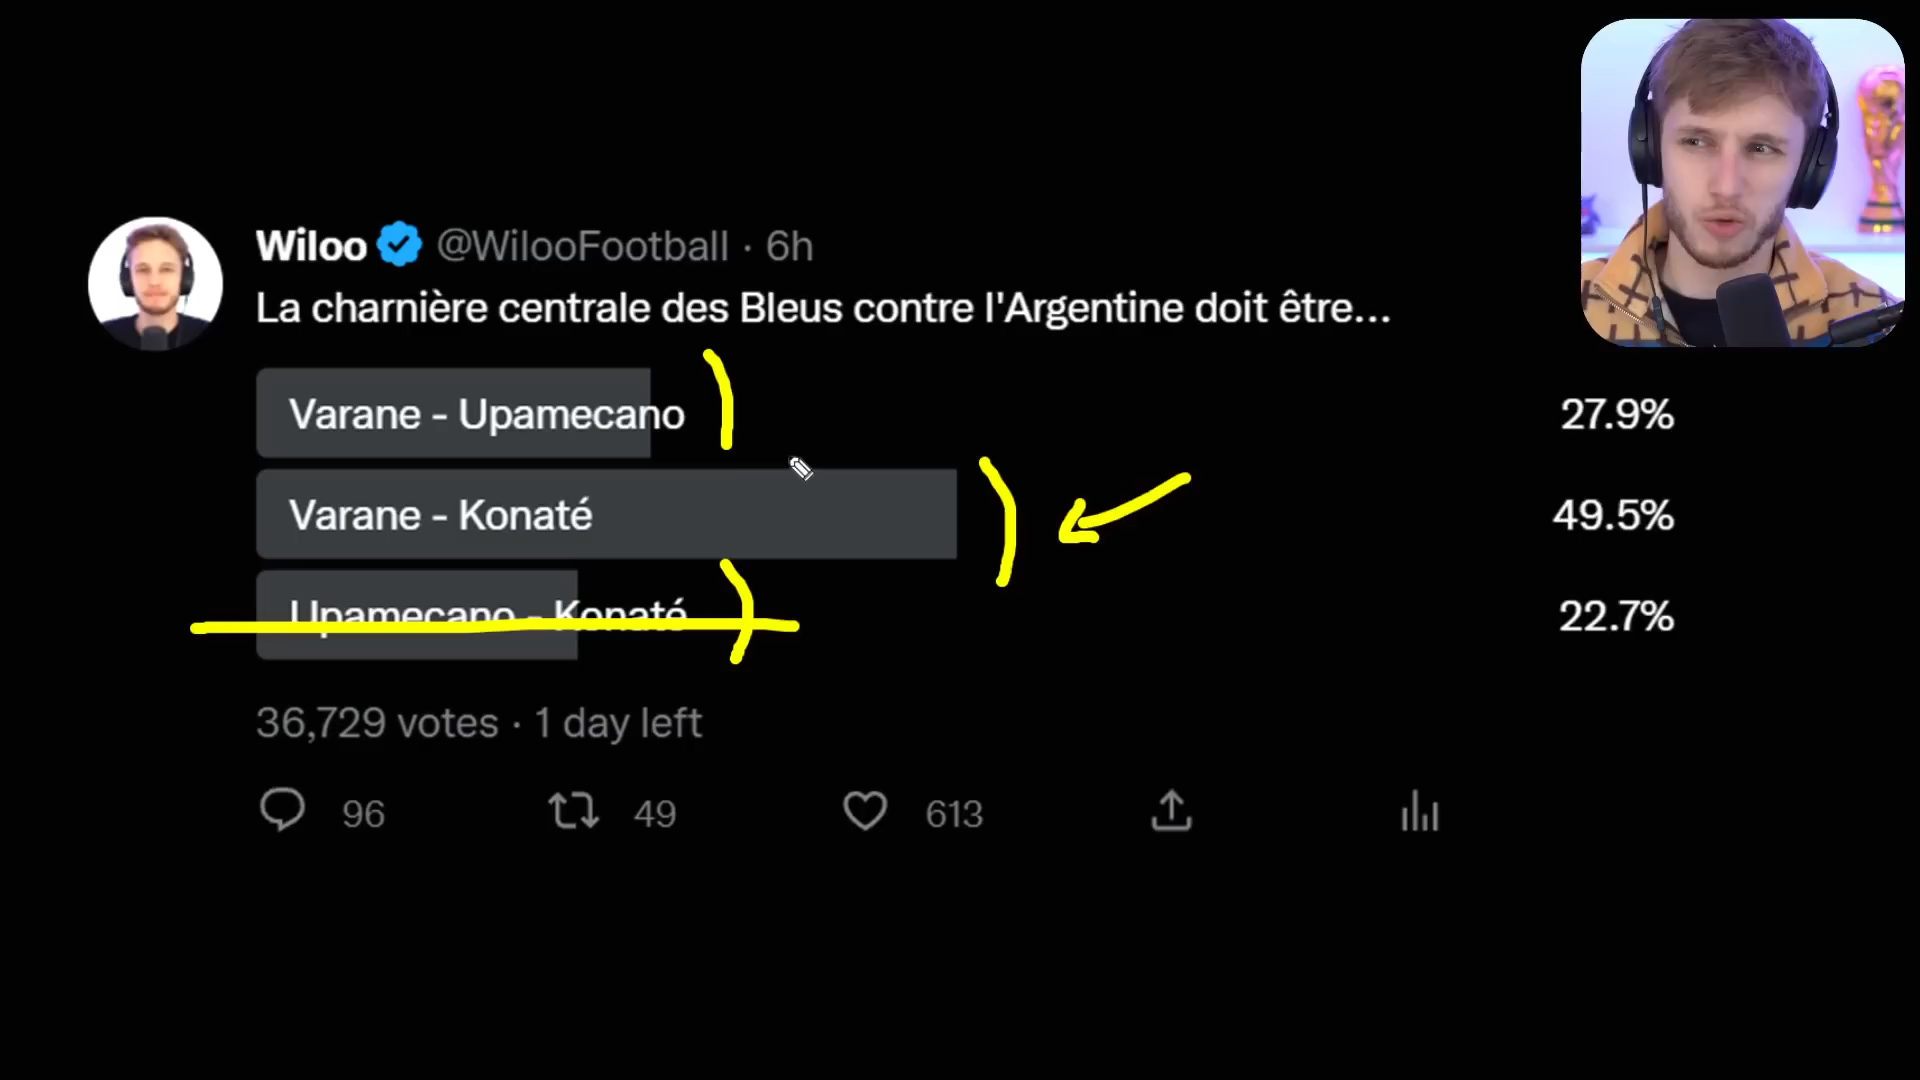 Wiloo @WilooFootball · 6h
La charnière centrale des Bleus contre l'Argentine doit être...
Varane - Upamecano 27.9%
Varane - Konaté 49.5%
Upamecano - Konaté 22.7%
36,729 votes · 1 day left
96 49 613